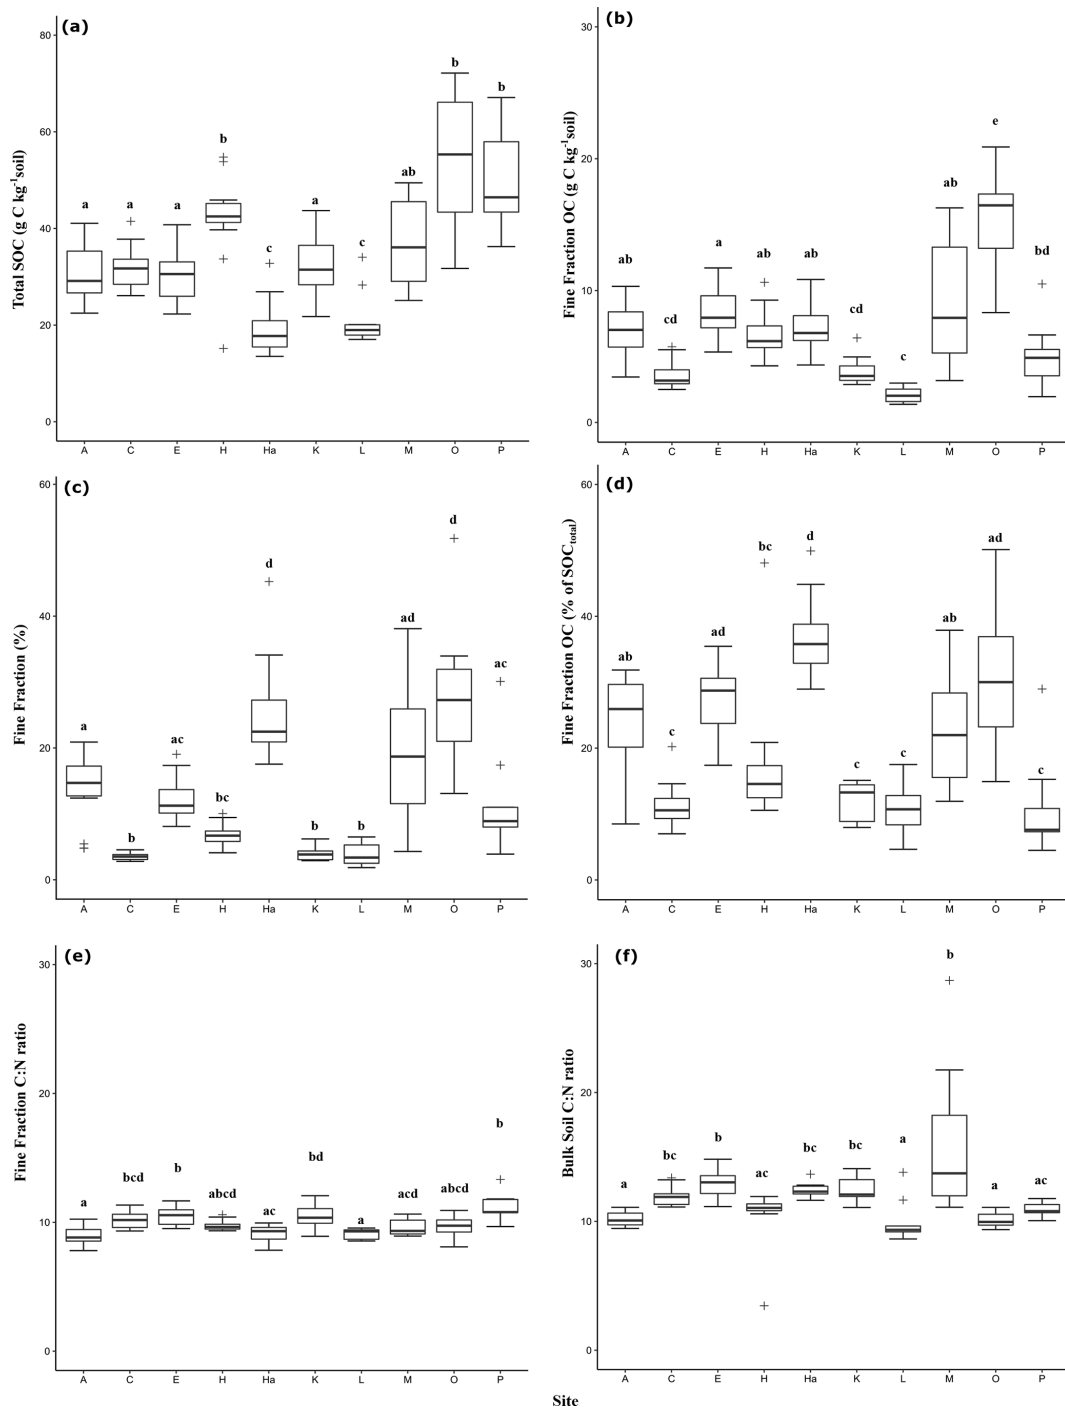 (a)
Total SOC (g C kg⁻¹soil)
80
60
40
20
0
a
a
a
b
c
a
c
ab
b
b
A C E H Ha K L M O P
(b)
Fine Fraction OC (g C kg⁻¹soil)
30
20
10
0
ab
cd
a
ab
ab
cd
c
ab
e
bd
A C E H Ha K L M O P
(c)
Fine Fraction (%)
60
40
20
0
a
b
ac
bc
d
b
b
ad
d
ac
A C E H Ha K L M O P
(d)
Fine Fraction OC (% of SOCtotal)
60
40
20
0
ab
c
ad
bc
d
c
c
ab
ad
c
A C E H Ha K L M O P
(e)
Fine Fraction C:N ratio
30
20
10
0
a
bcd
b
abcd
ac
bd
a
acd
abcd
b
A C E H Ha K L M O P
(f)
Bulk Soil C:N ratio
30
20
10
0
a
bc
b
ac
bc
bc
a
b
a
ac
A C E H Ha K L M O P
Site